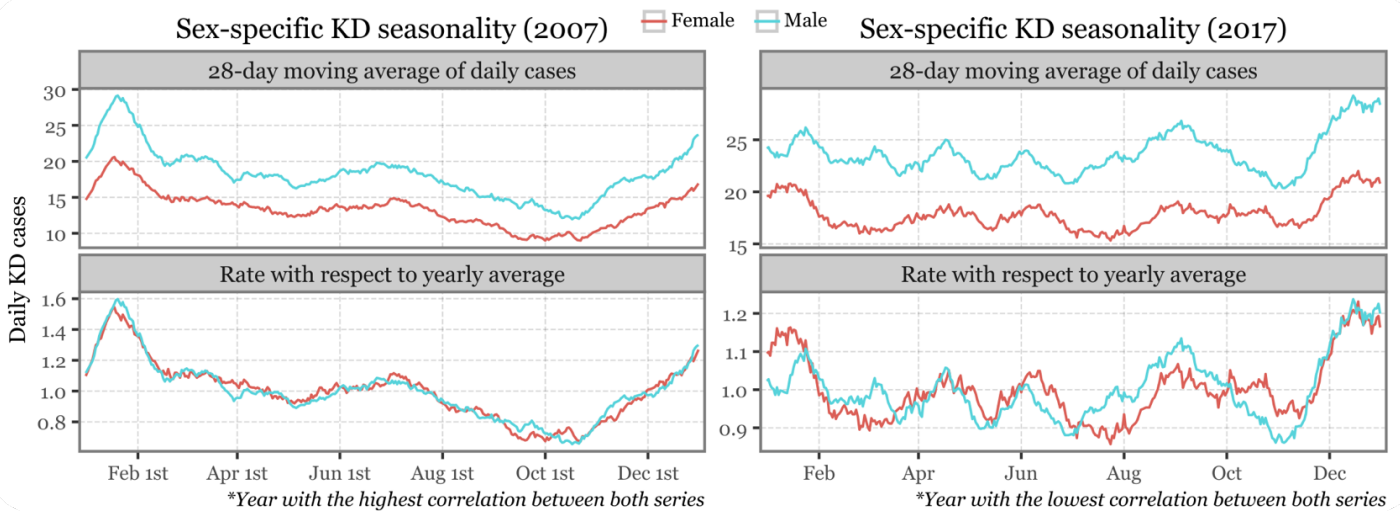 Female Male
Sex-specific KD seasonality (2007)
Sex-specific KD seasonality (2017)
28-day moving average of daily cases
28-day moving average of daily cases
30
25
20
15
10
25
20
15
Daily KD cases
Rate with respect to yearly average
Rate with respect to yearly average
1.6
1.4
1.2
1.0
0.8
1.2
1.1
1.0
0.9
Feb 1st Apr 1st Jun 1st Aug 1st Oct 1st Dec 1st
Feb Apr Jun Aug Oct Dec
*Year with the highest correlation between both series
*Year with the lowest correlation between both series